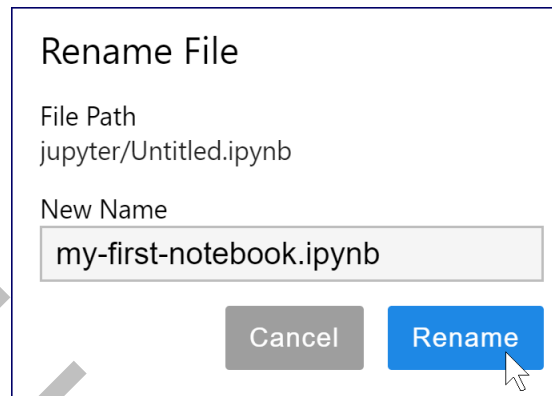 Rename File
File Path
jupyter/Untitled.ipynb
New Name
my-first-notebook.ipynb
Cancel
Rename